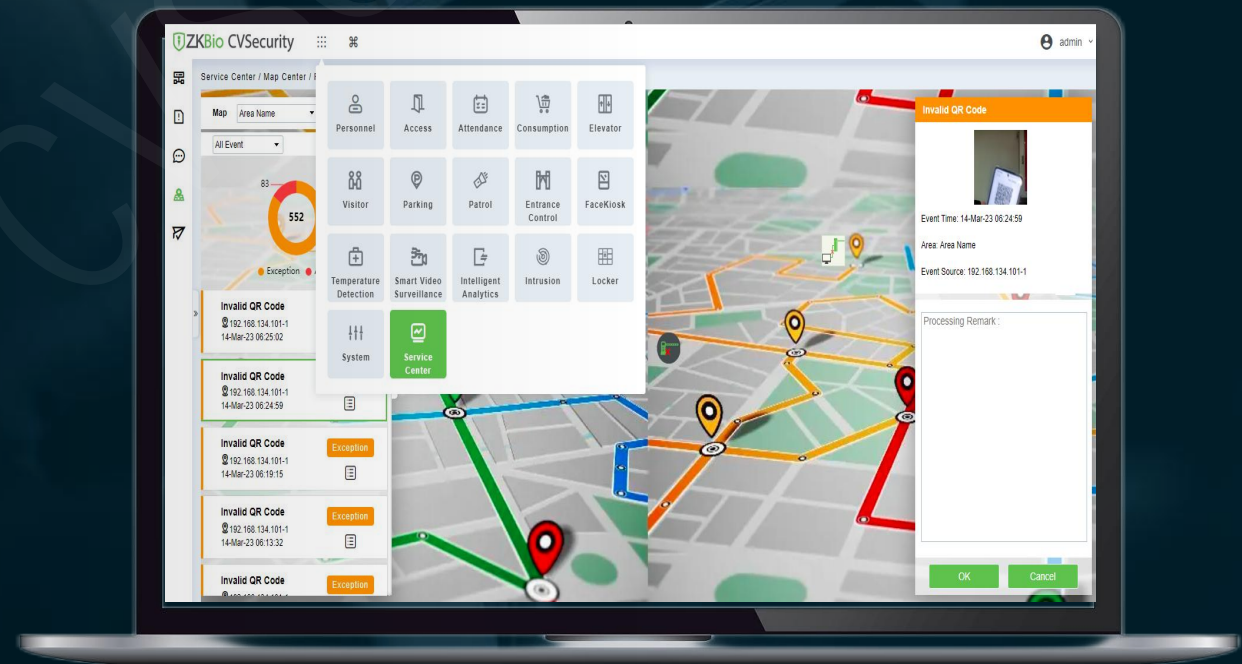 ZKBio CVSecurity
admin
Service Center / Map Center /
Map
Area Name
All Event
83
552
Exception
Personnel
Access
Attendance
Consumption
Elevator
Visitor
Parking
Patrol
Entrance
Control
FaceKiosk
Temperature
Detection
Smart Video
Surveillance
Intelligent
Analytics
Intrusion
Locker
System
Service
Center
Invalid QR Code
192.168.134.101-1
14-Mar-23 06:25:02
Invalid QR Code
192.168.134.101-1
14-Mar-23 06:24:59
Invalid QR Code
Exception
192.168.134.101-1
14-Mar-23 06:19:15
Invalid QR Code
Exception
192.168.134.101-1
14-Mar-23 06:13:32
Invalid QR Code
Exception
Invalid QR Code
Event Time: 14-Mar-23 06:24:59
Area: Area Name
Event Source: 192.168.134.101-1
Processing Remark :
OK
Cancel